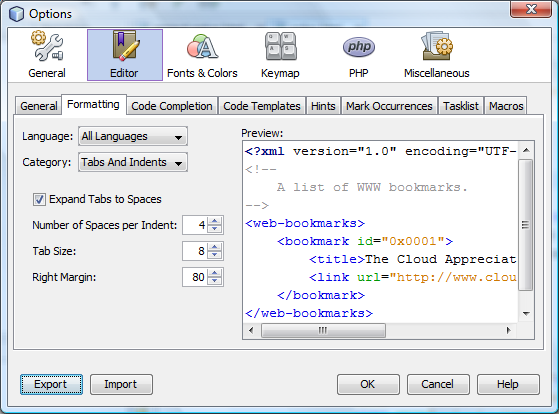 Options
General
Editor
Fonts & Colors
Keymap
php
PHP
Miscellaneous
General
Formatting
Code Completion
Code Templates
Hints
Mark Occurrences
Tasklist
Macros
Language: All Languages
Category: Tabs And Indents
Expand Tabs to Spaces
Number of Spaces per Indent: 4
Tab Size: 8
Right Margin: 80
Preview:
<?xml version="1.0" encoding="UTF-
<!--
A list of WWW bookmarks.
-->
<web-bookmarks>
<bookmark id="0x0001">
<title>The Cloud Appreciat
<link url="http://www.clou
</bookmark>
</web-bookmarks>
Export
Import
OK
Cancel
Help